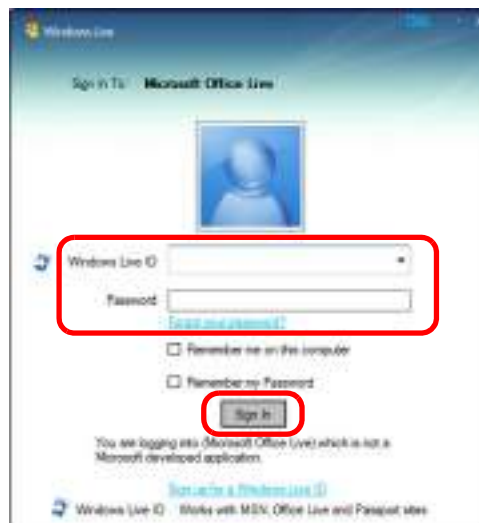 Windows Live
Sign In To: Microsoft Office Live
Windows Live ID
Password
Forgot your password?
Remember me on this computer
Remember my Password
Sign In
You are logging into (Microsoft Office Live) which is not a
Microsoft developed application.
Sign up for a Windows Live ID
Windows Live ID Works with MSN, Office Live and Passport sites